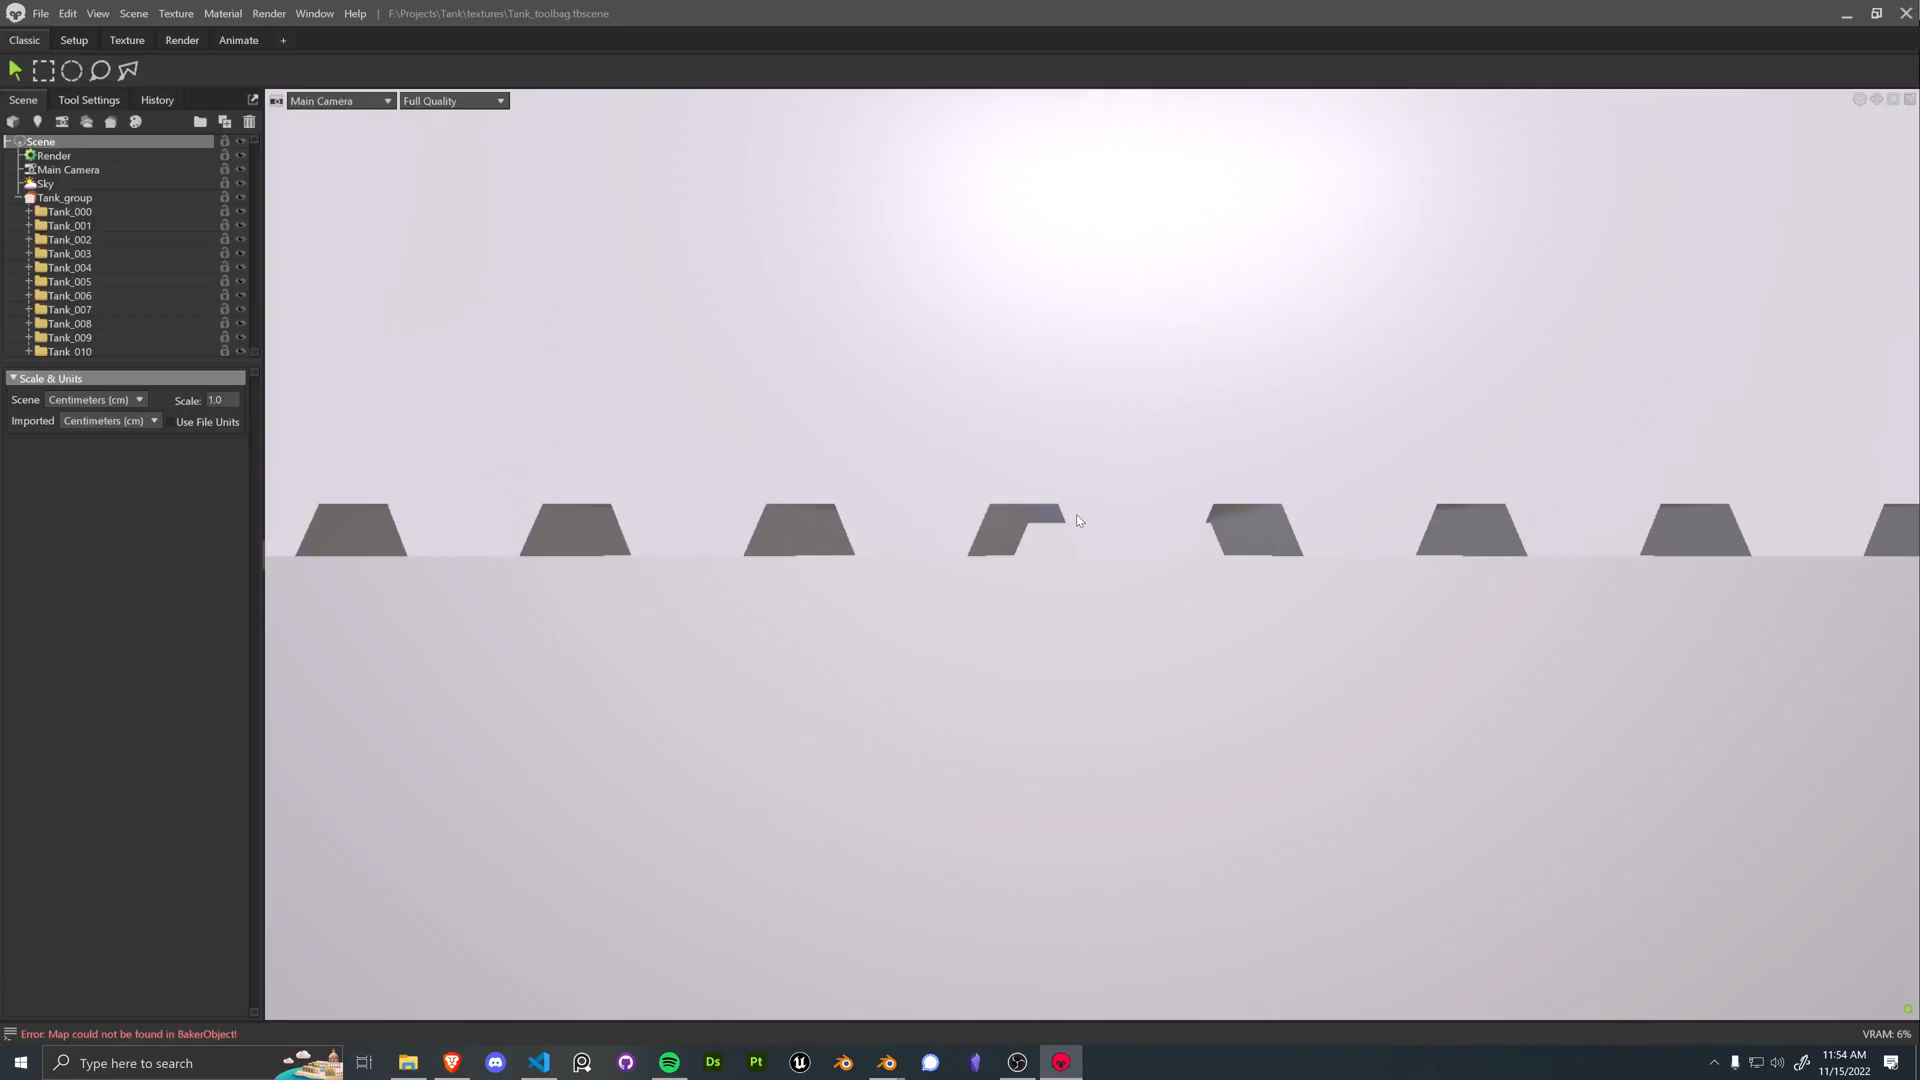 File Edit View Scene Texture Material Render Window Help | F:\Projects\Tank\textures\Tank_toolbag.tbscene
Classic Setup Texture Render Animate +
Scene Tool Settings History
Main Camera Full Quality
Scene
Render
Main Camera
Sky
Tank_group
Tank_000
Tank_001
Tank_002
Tank_003
Tank_004
Tank_005
Tank_006
Tank_007
Tank_008
Tank_009
Tank_010
Scale & Units
Scene Centimeters (cm) Scale: 1.0
Imported Centimeters (cm) Use File Units
Error: Map could not be found in BakerObject!
VRAM: 6%
Type here to search
Ds Pt
11:54 AM
11/15/2022